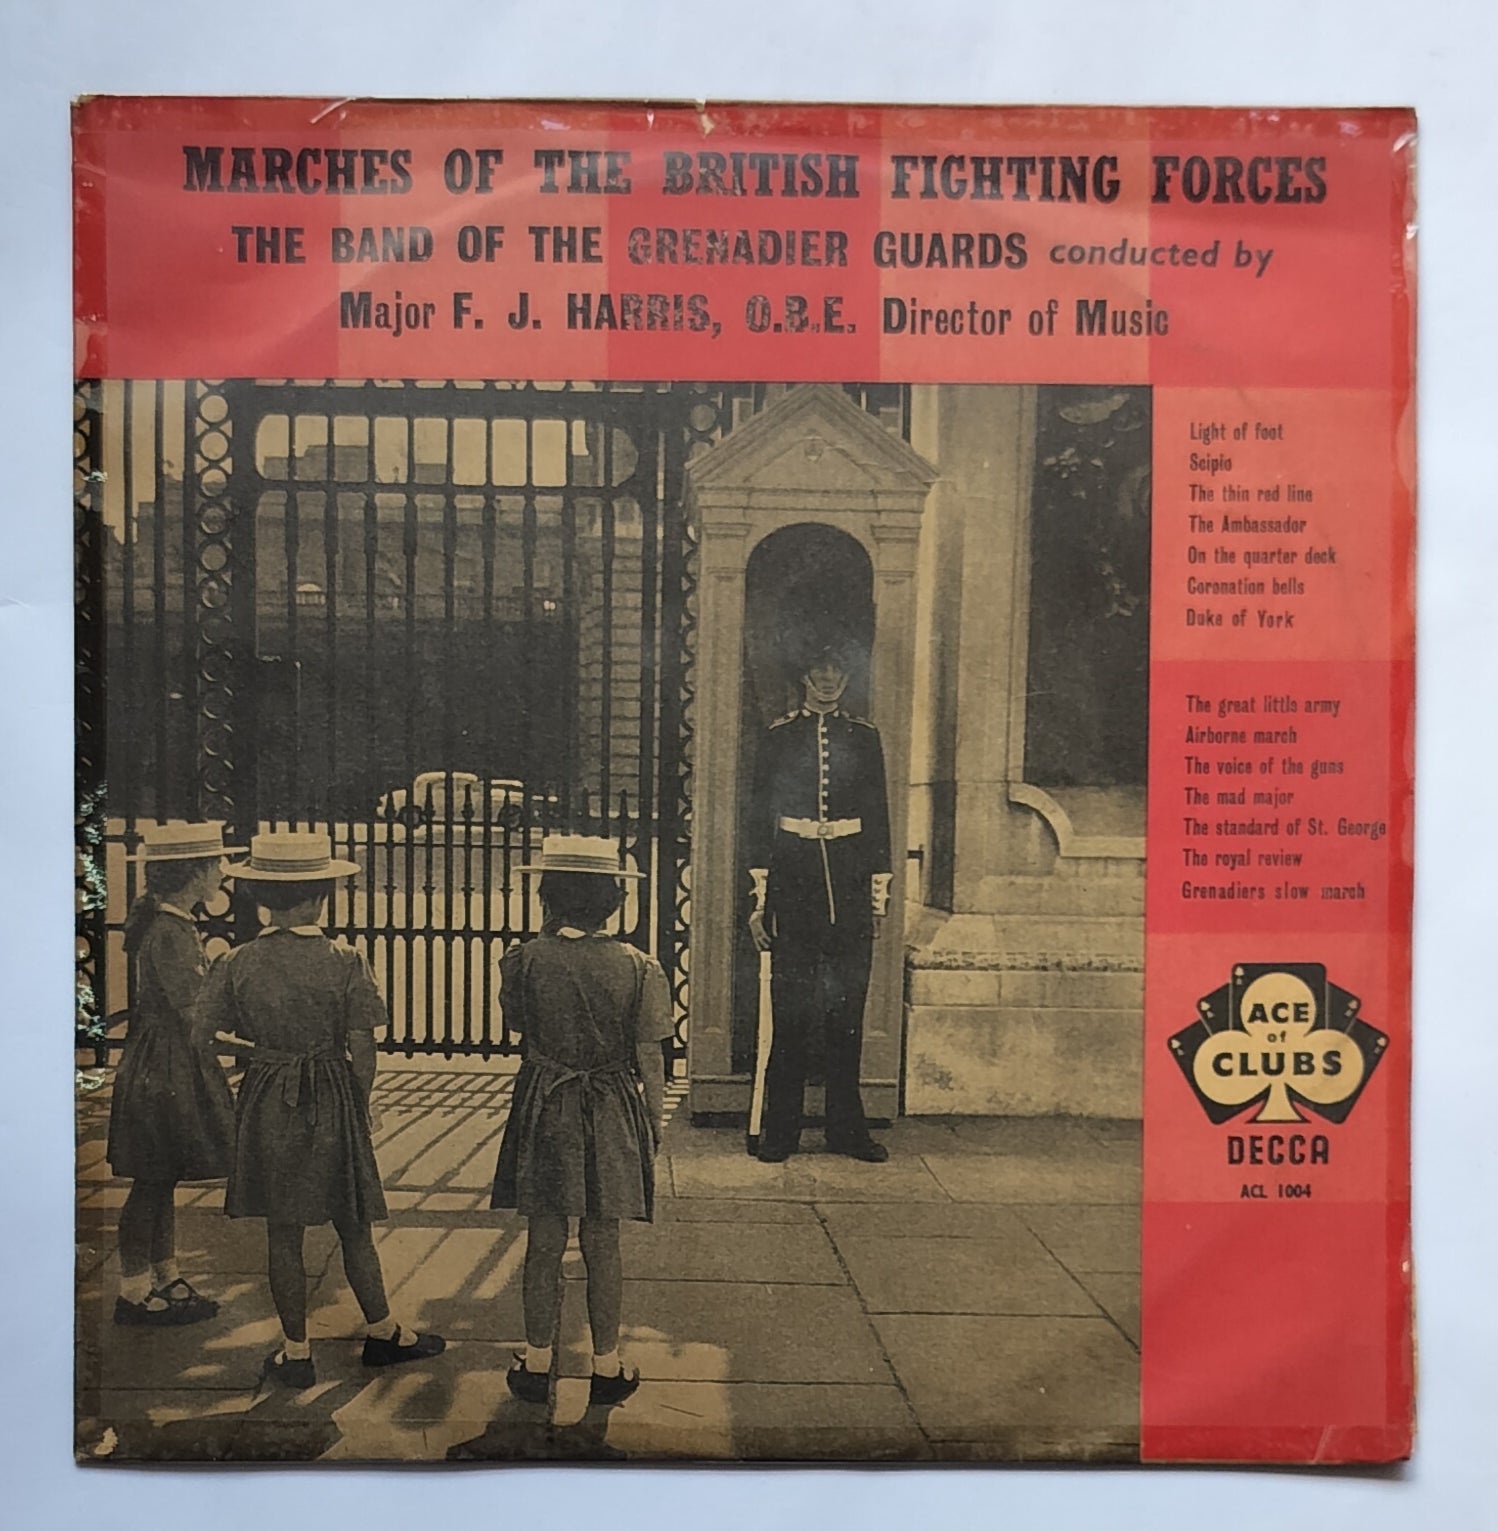 MARCHES OF THE BRITISH FIGHTING FORCES
THE BAND OF THE GRENADIER GUARDS conducted by
Major F. J. HARRIS, O.B.E. Director of Music
Light of foot
Scipio
The thin red line
The Ambassador
On the quarter deck
Coronation bells
Duke of York
The great little army
Airborne march
The voice of the guns
The mad major
The standard of St. George
The royal review
Grenadiers slow march
ACE
of
CLUBS
DECCA
ACL 1004